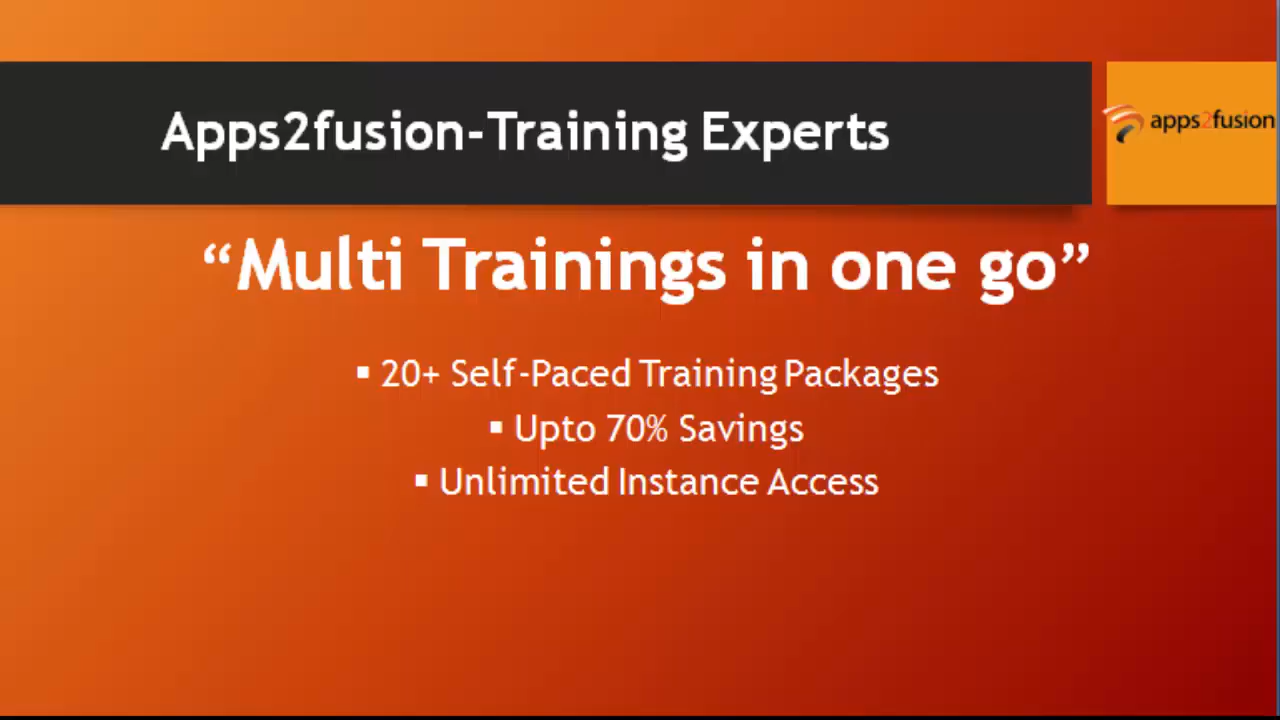 Apps2fusion-Training Experts
apps2fusion
“Multi Trainings in one go”
▪ 20+ Self-Paced Training Packages
▪ Upto 70% Savings
▪ Unlimited Instance Access